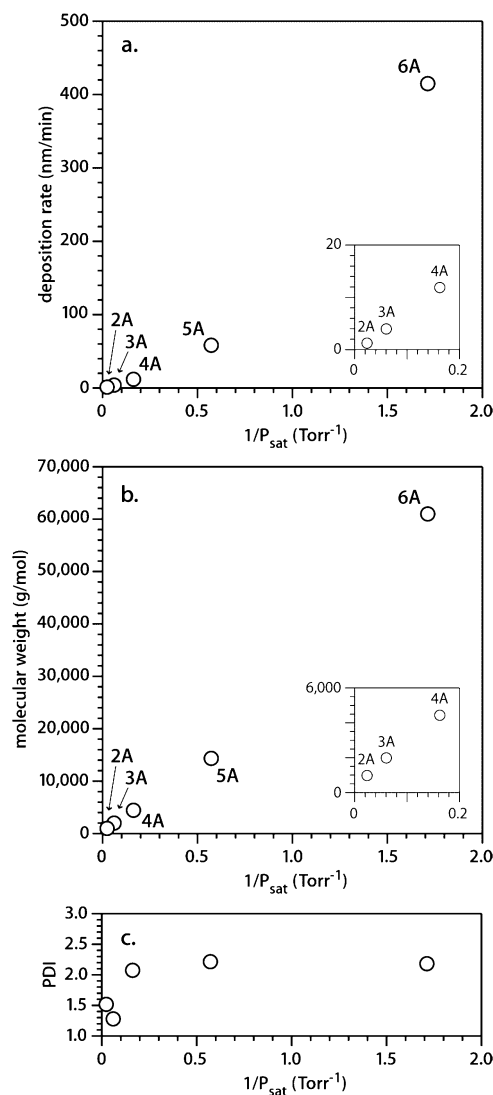 500
a.
6A
400
deposition rate (nm/min)
300
200
20
4A
3A
2A
0
0
0.2
100
2A
3A
4A
5A
0
0
0.5
1.0
1.5
2.0
1/Psat (Torr-1)
70,000
b.
6A
60,000
50,000
molecular weight (g/mol)
40,000
30,000
6,000
4A
3A
2A
0
0
0.2
20,000
2A
3A
5A
10,000
4A
0
0
0.5
1.0
1.5
2.0
1/Psat (Torr-1)
3.0
c.
2.5
PDI
2.0
1.5
1.0
0
0.5
1.0
1.5
2.0
1/Psat (Torr-1)